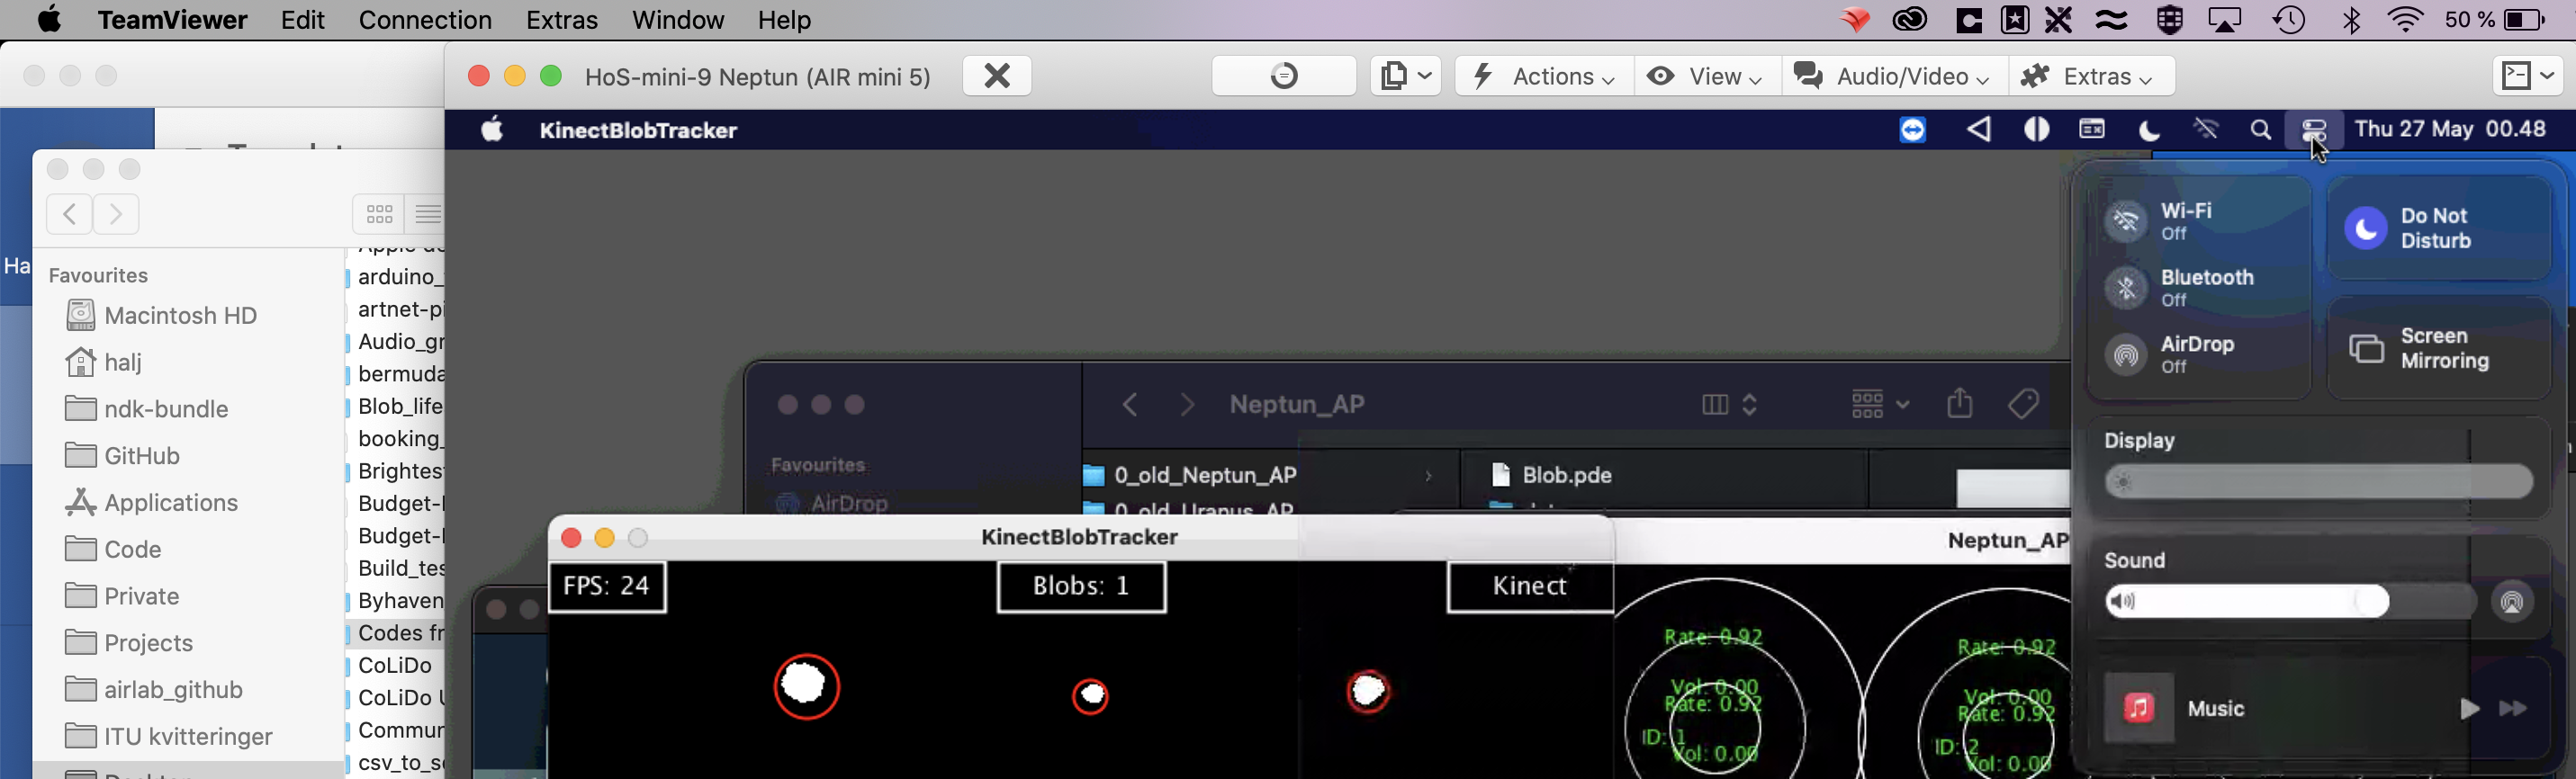 TeamViewer Edit Connection Extras Window Help 50 %
HoS-mini-9 Neptun (AIR mini 5) Actions View Audio/Video Extras
KinectBlobTracker Thu 27 May 00.48
Ha
Favourites
Macintosh HD
halj
ndk-bundle
GitHub
Applications
Code
Private
Projects
airlab_github
ITU kvitteringer
arduino_
artnet-pi
Audio_gr
bermuda
Blob_life
booking_
Brightest
Budget-
Budget-
Build_tes
Byhaven
Codes fr
CoLiDo
CoLiDo
Commun
csv_to_se
Neptun_AP
Favourites
AirDrop
0_old_Neptun_AP
0_old_Uranus_AP
Blob.pde
KinectBlobTracker
FPS: 24
Blobs: 1
Kinect
Neptun_AP
Rate: 0.92
Vol: 0.00
Rate: 0.92
ID: 1
Vol: 0.00
Rate: 0.92
Vol: 0.00
Rate: 0.92
ID: 2
Vol: 0.00
Wi-Fi
Off
Bluetooth
Off
AirDrop
Off
Do Not
Disturb
Screen
Mirroring
Display
Sound
Music